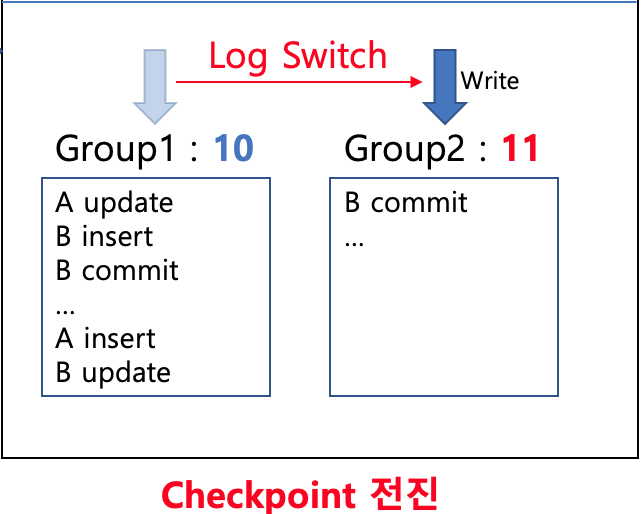 Log Switch
Write
Group1 : 10
Group2 : 11
A update
B insert
B commit
...
A insert
B update
B commit
...
Checkpoint 전진